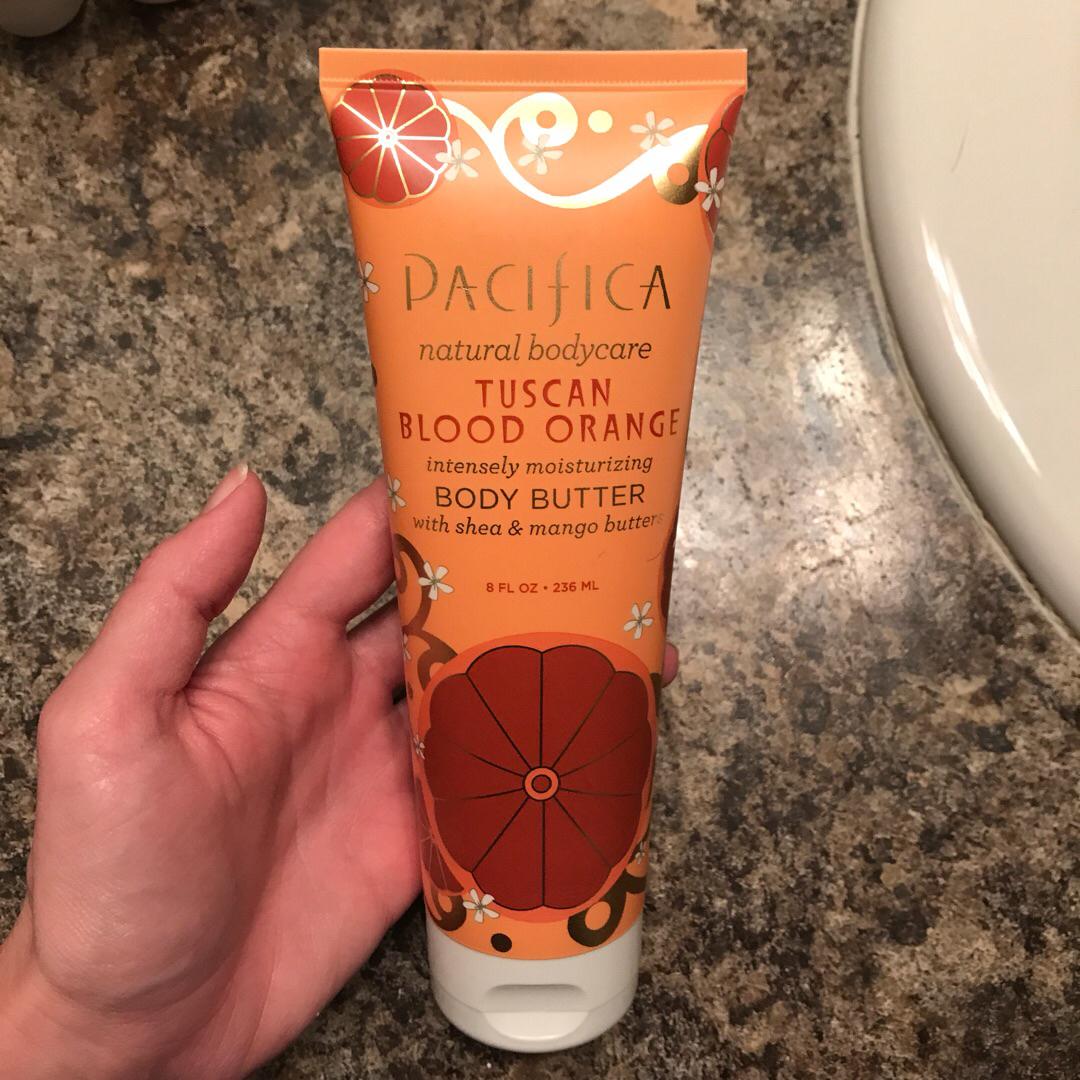 PACIFICA
natural bodycare
TUSCAN
BLOOD ORANGE
intensely moisturizing
BODY BUTTER
with shea & mango butters
8 FL OZ • 236 ML